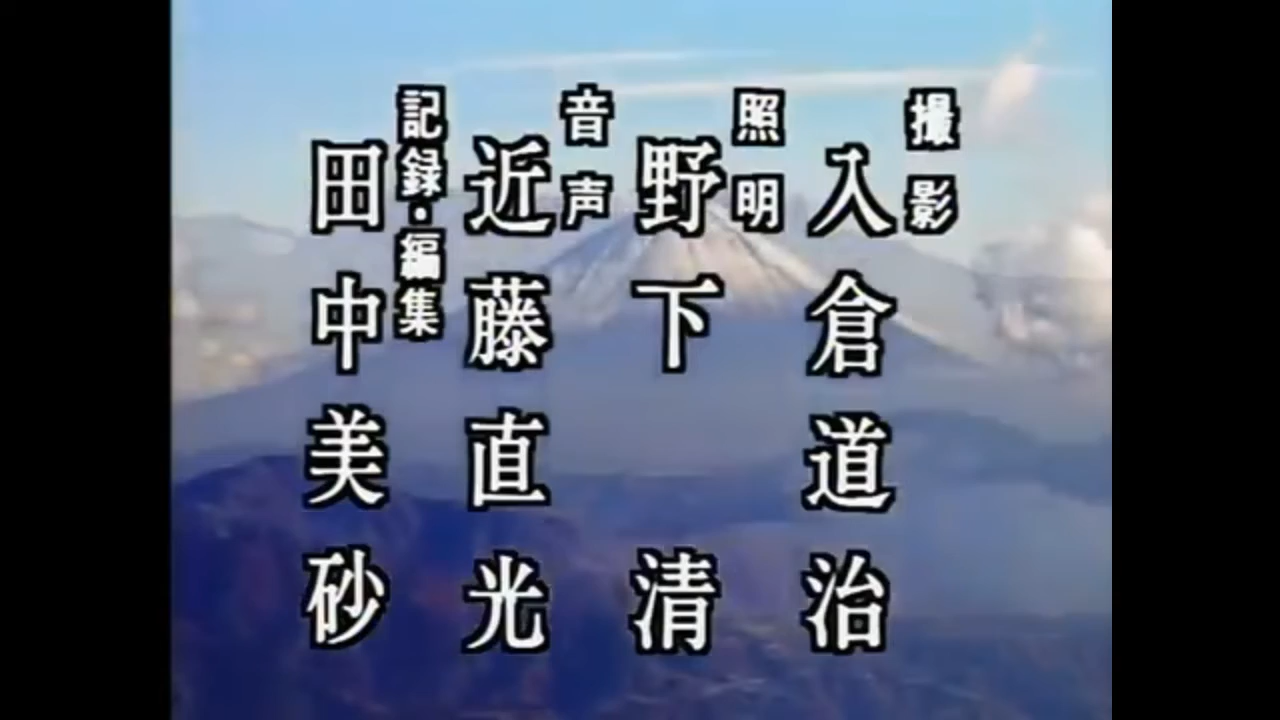 撮影
入倉道治
照明
野下清
音声
近藤直光
記録・編集
田中美砂